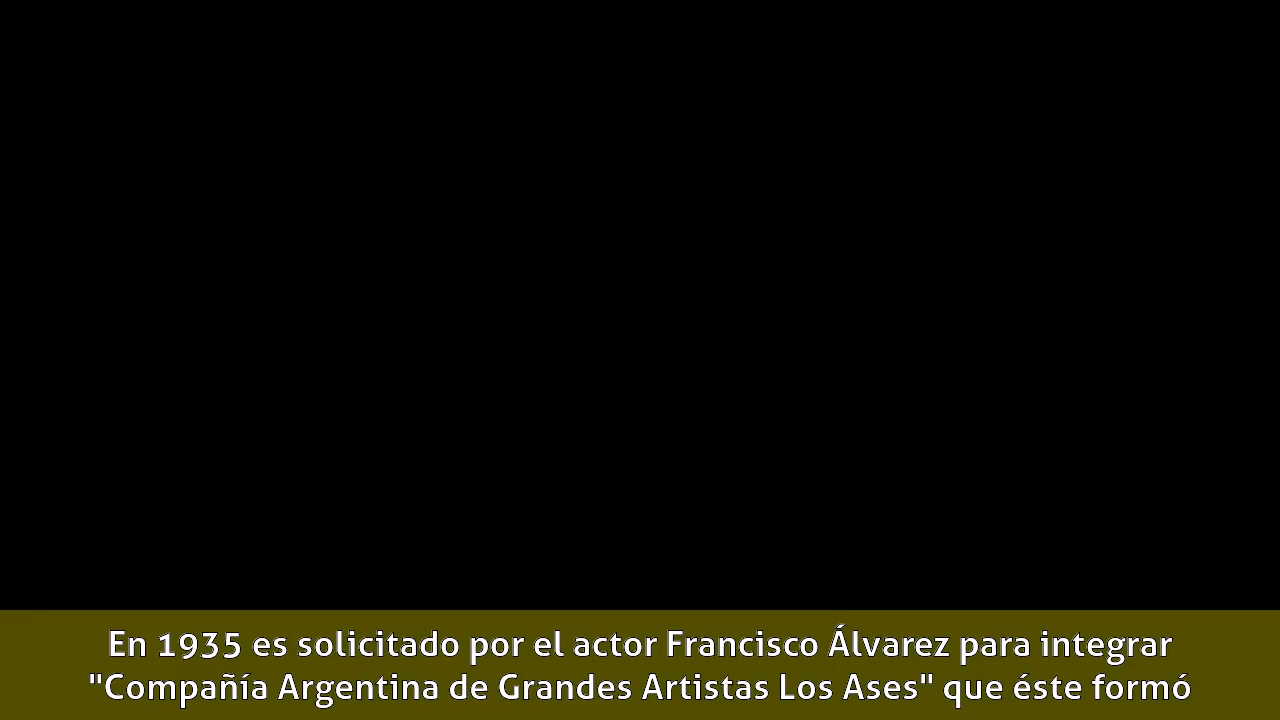 En 1935 es solicitado por el actor Francisco Álvarez para integrar
"Compañía Argentina de Grandes Artistas Los Ases" que éste formó